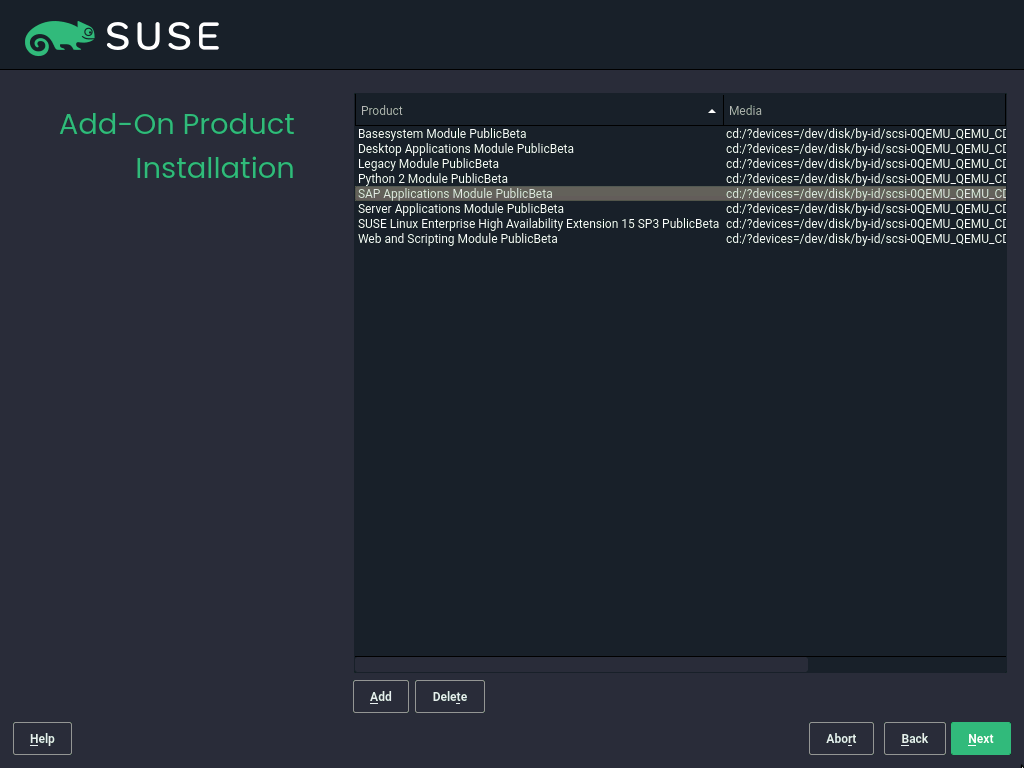 SUSE
Add-On Product
Installation
Product Media
Basesystem Module PublicBeta cd:/?devices=/dev/disk/by-id/scsi-0QEMU_QEMU_CD
Desktop Applications Module PublicBeta cd:/?devices=/dev/disk/by-id/scsi-0QEMU_QEMU_CD
Legacy Module PublicBeta cd:/?devices=/dev/disk/by-id/scsi-0QEMU_QEMU_CD
Python 2 Module PublicBeta cd:/?devices=/dev/disk/by-id/scsi-0QEMU_QEMU_CD
SAP Applications Module PublicBeta cd:/?devices=/dev/disk/by-id/scsi-0QEMU_QEMU_CD
Server Applications Module PublicBeta cd:/?devices=/dev/disk/by-id/scsi-0QEMU_QEMU_CD
SUSE Linux Enterprise High Availability Extension 15 SP3 PublicBeta cd:/?devices=/dev/disk/by-id/scsi-0QEMU_QEMU_CD
Web and Scripting Module PublicBeta cd:/?devices=/dev/disk/by-id/scsi-0QEMU_QEMU_CD
Add Delete
Help Abort Back Next